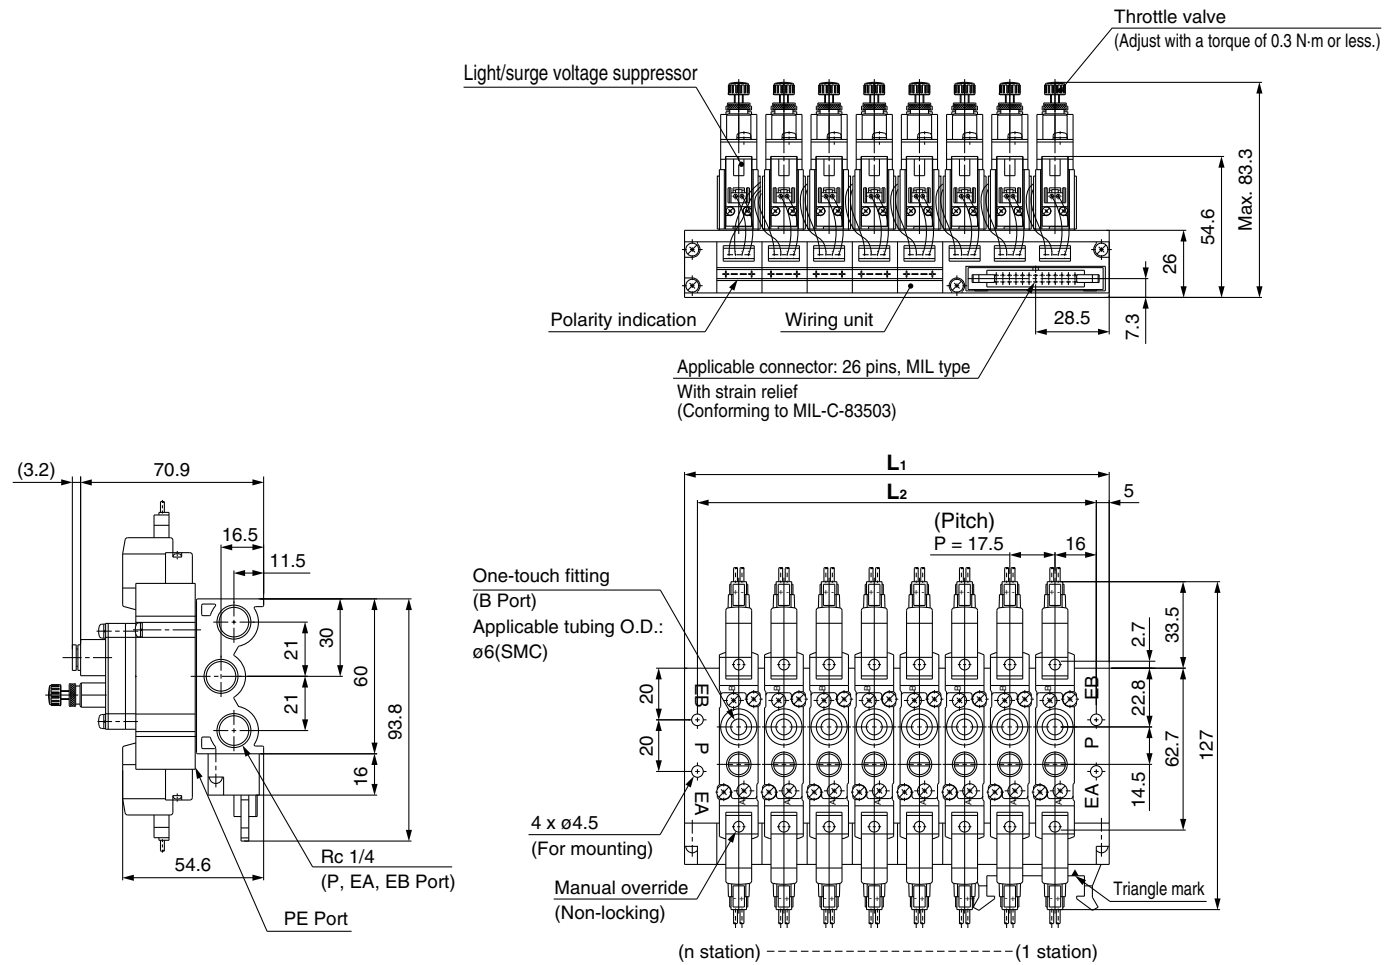 Throttle valve
(Adjust with a torque of 0.3 N·m or less.)
Light/surge voltage suppressor
Max. 83.3
54.6
26
7.3
28.5
Polarity indication
Wiring unit
Applicable connector: 26 pins, MIL type
With strain relief
(Conforming to MIL-C-83503)
(3.2)
70.9
16.5
11.5
30
21
21
60
93.8
16
54.6
Rc 1/4
(P, EA, EB Port)
PE Port
L1
L2
5
(Pitch)
P = 17.5
16
One-touch fitting
(B Port)
Applicable tubing O.D.:
ø6(SMC)
2.7
33.5
22.8
62.7
127
14.5
20
20
EB
P
EA
EB
P
EA
4 x ø4.5
(For mounting)
Manual override
(Non-locking)
Triangle mark
(n station)
(1 station)